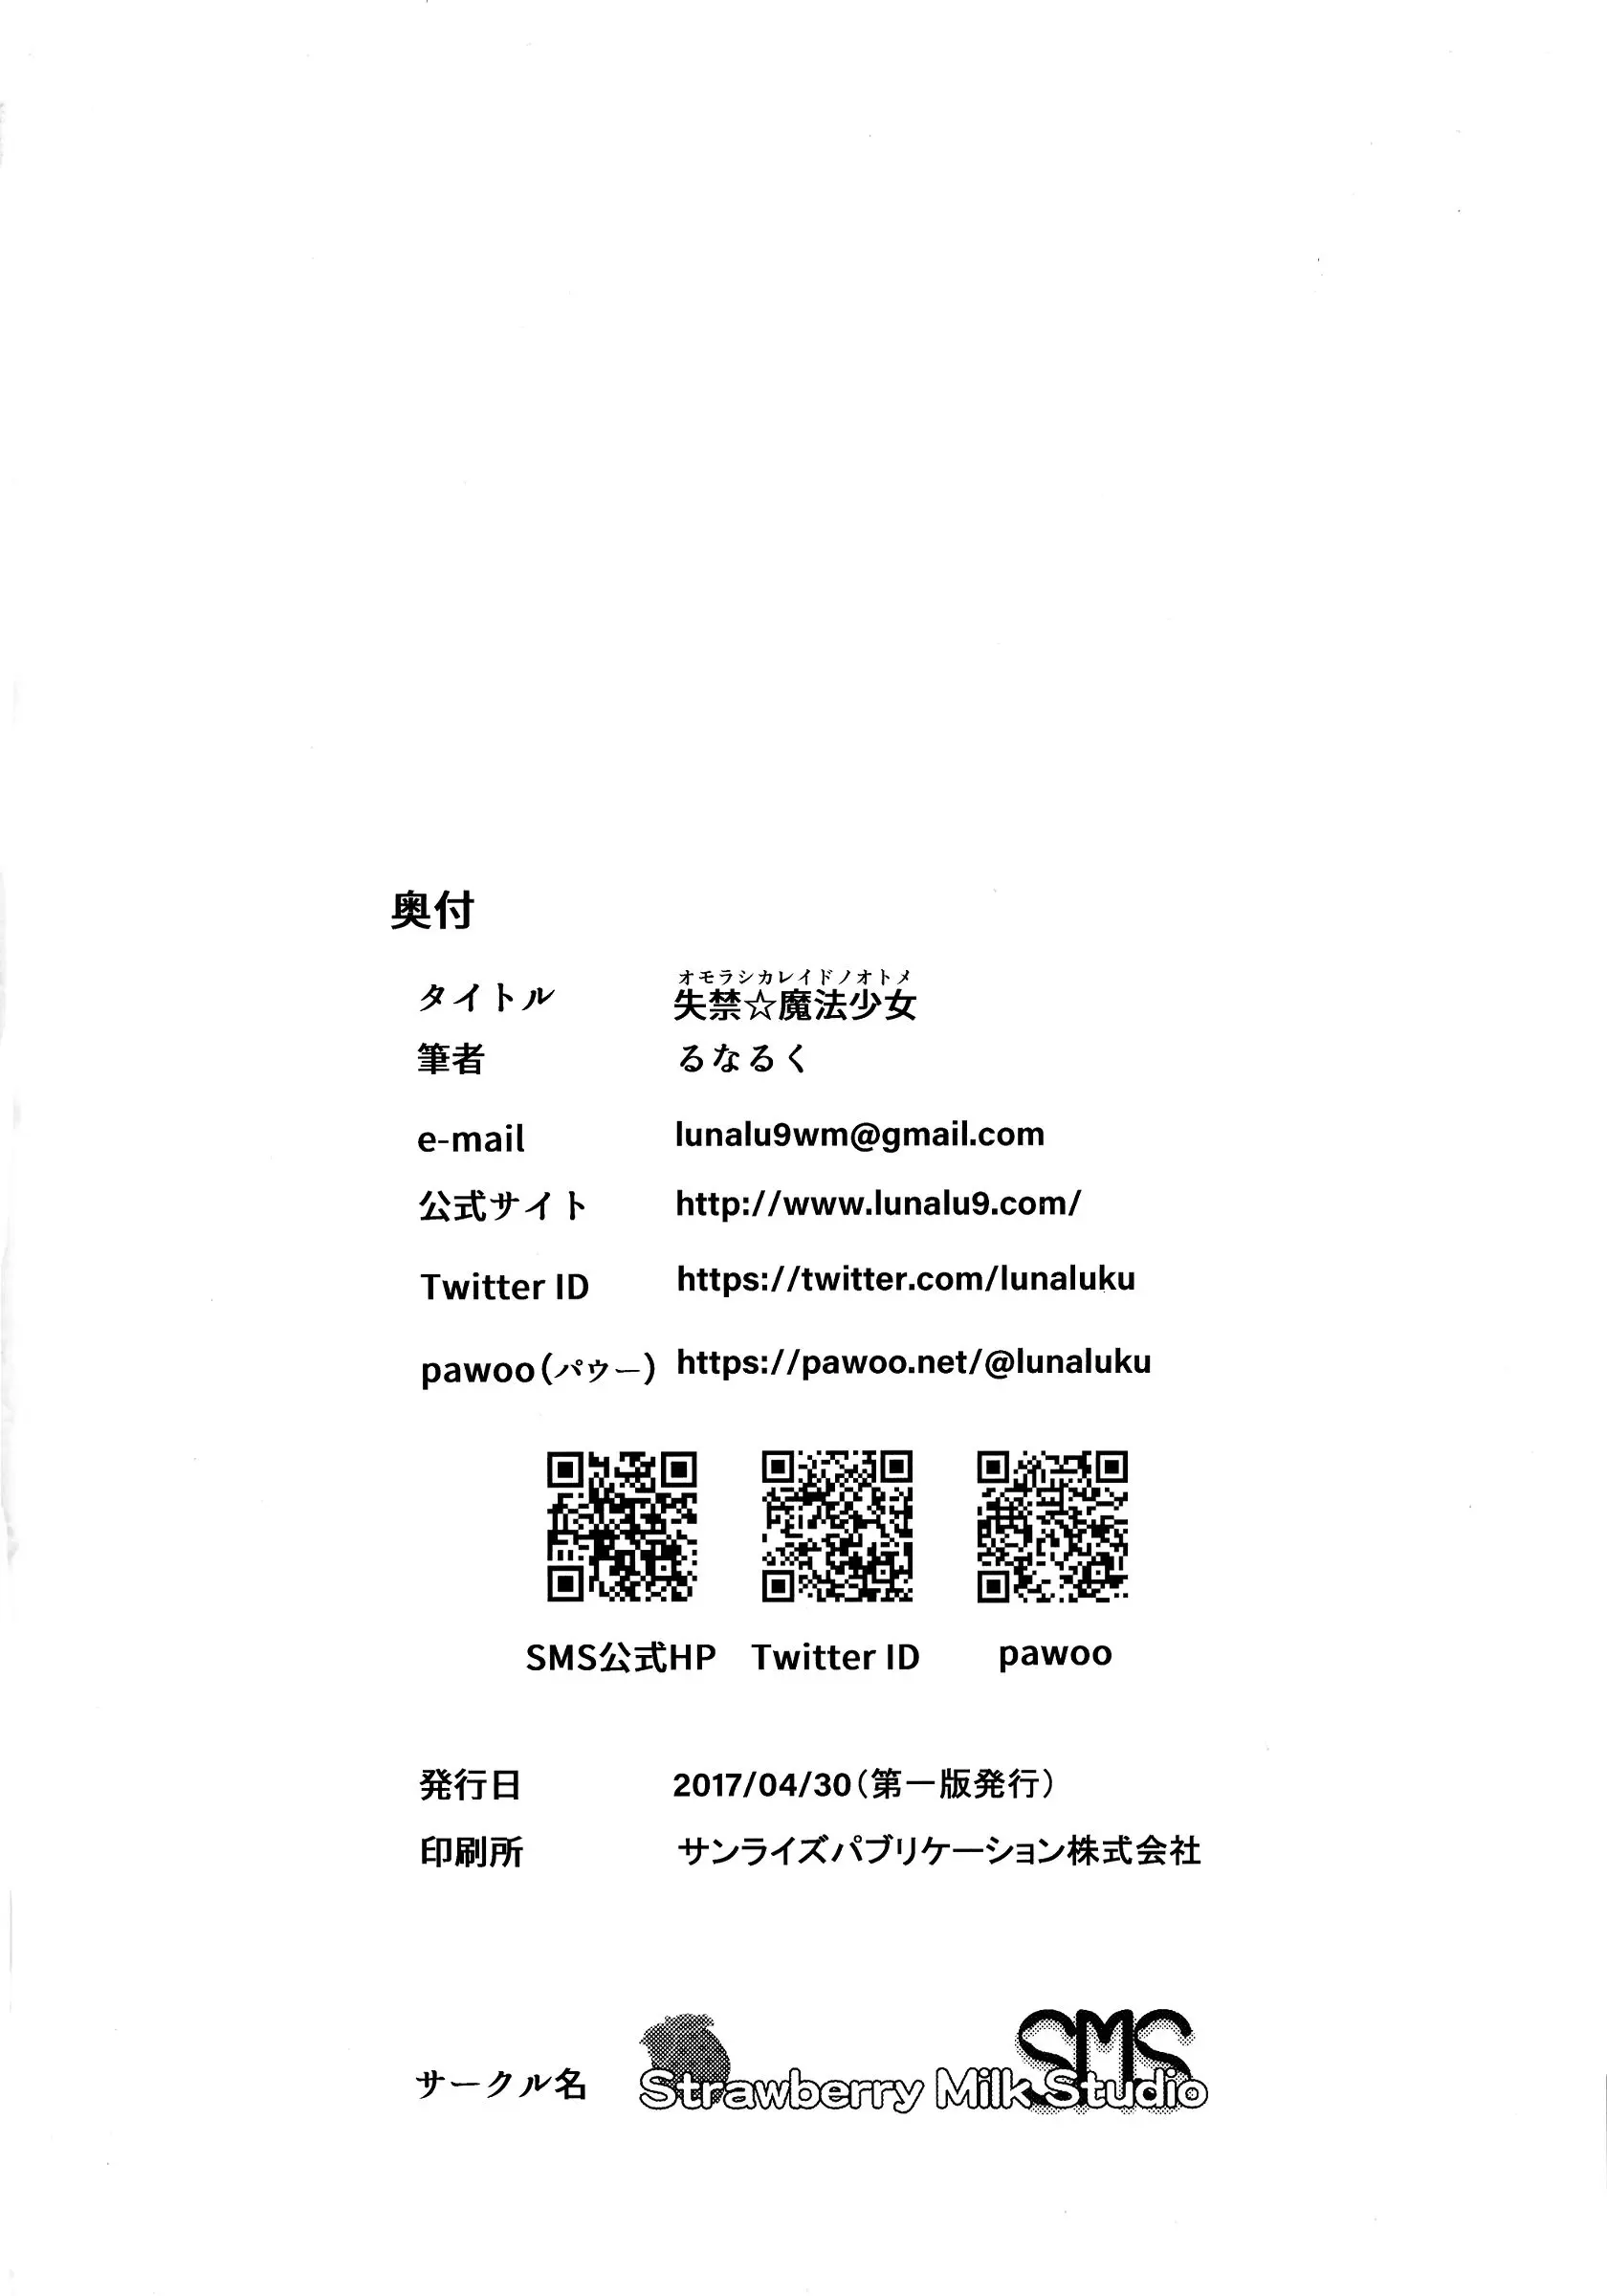 奥付
タイトル
オモラシカレイドノオトメ
失禁☆魔法少女
筆者 るなるく
e-mail lunalu9wm@gmail.com
公式サイト http://www.lunalu9.com/
Twitter ID https://twitter.com/lunaluku
pawoo(パウー) https://pawoo.net/@lunaluku
SMS公式HP Twitter ID pawoo
発行日 2017/04/30(第一版発行)
印刷所 サンライズパブリケーション株式会社
サークル名 Strawberry Milk Studio
SMS